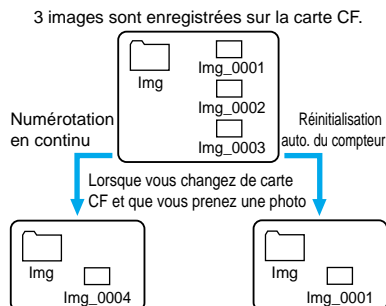 3 images sont enregistrées sur la carte CF.
Img
Img_0001
Img_0002
Img_0003
Numérotation
en continu
Réinitialisation
auto. du compteur
Lorsque vous changez de carte
CF et que vous prenez une photo
Img
Img_0004
Img
Img_0001